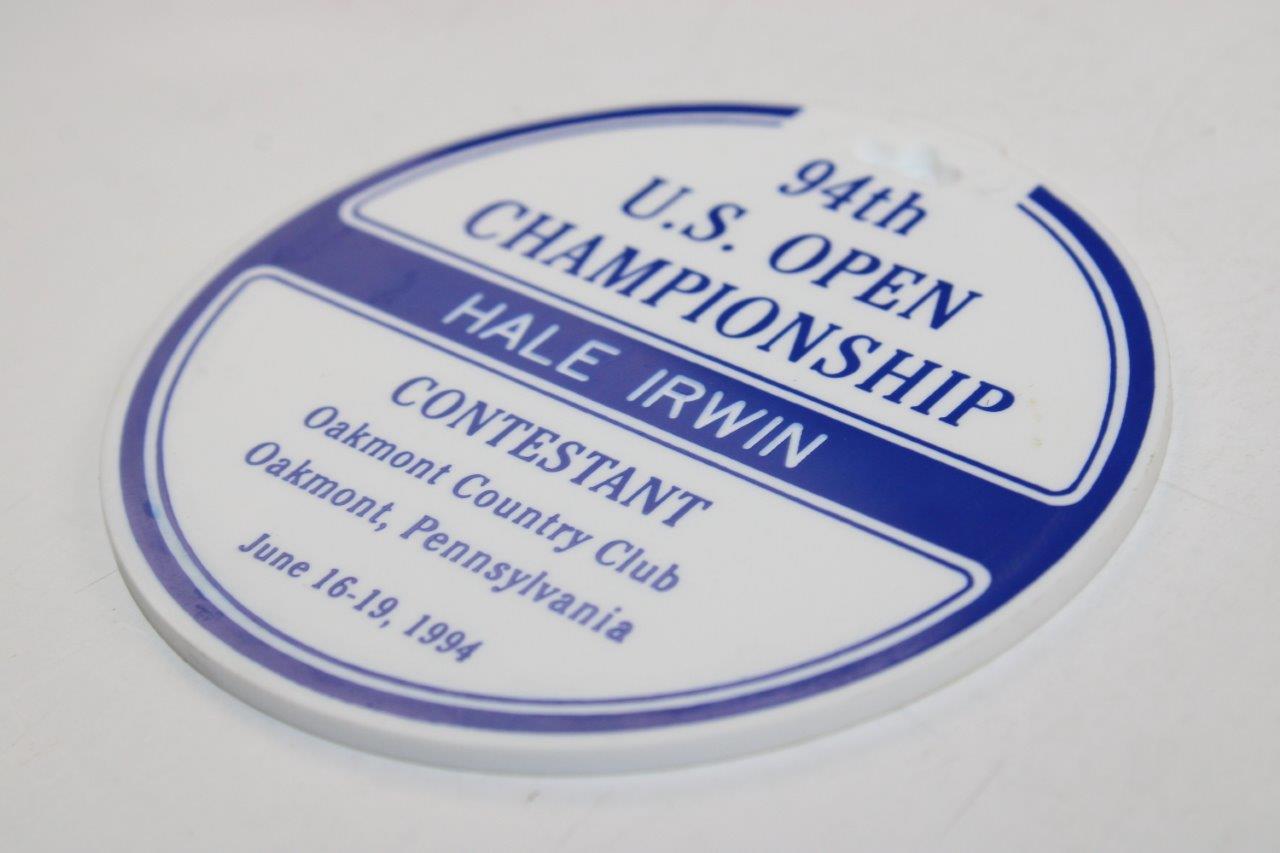 94th
U.S. OPEN
CHAMPIONSHIP
HALE IRWIN
CONTESTANT
Oakmont Country Club
Oakmont, Pennsylvania
June 16-19, 1994